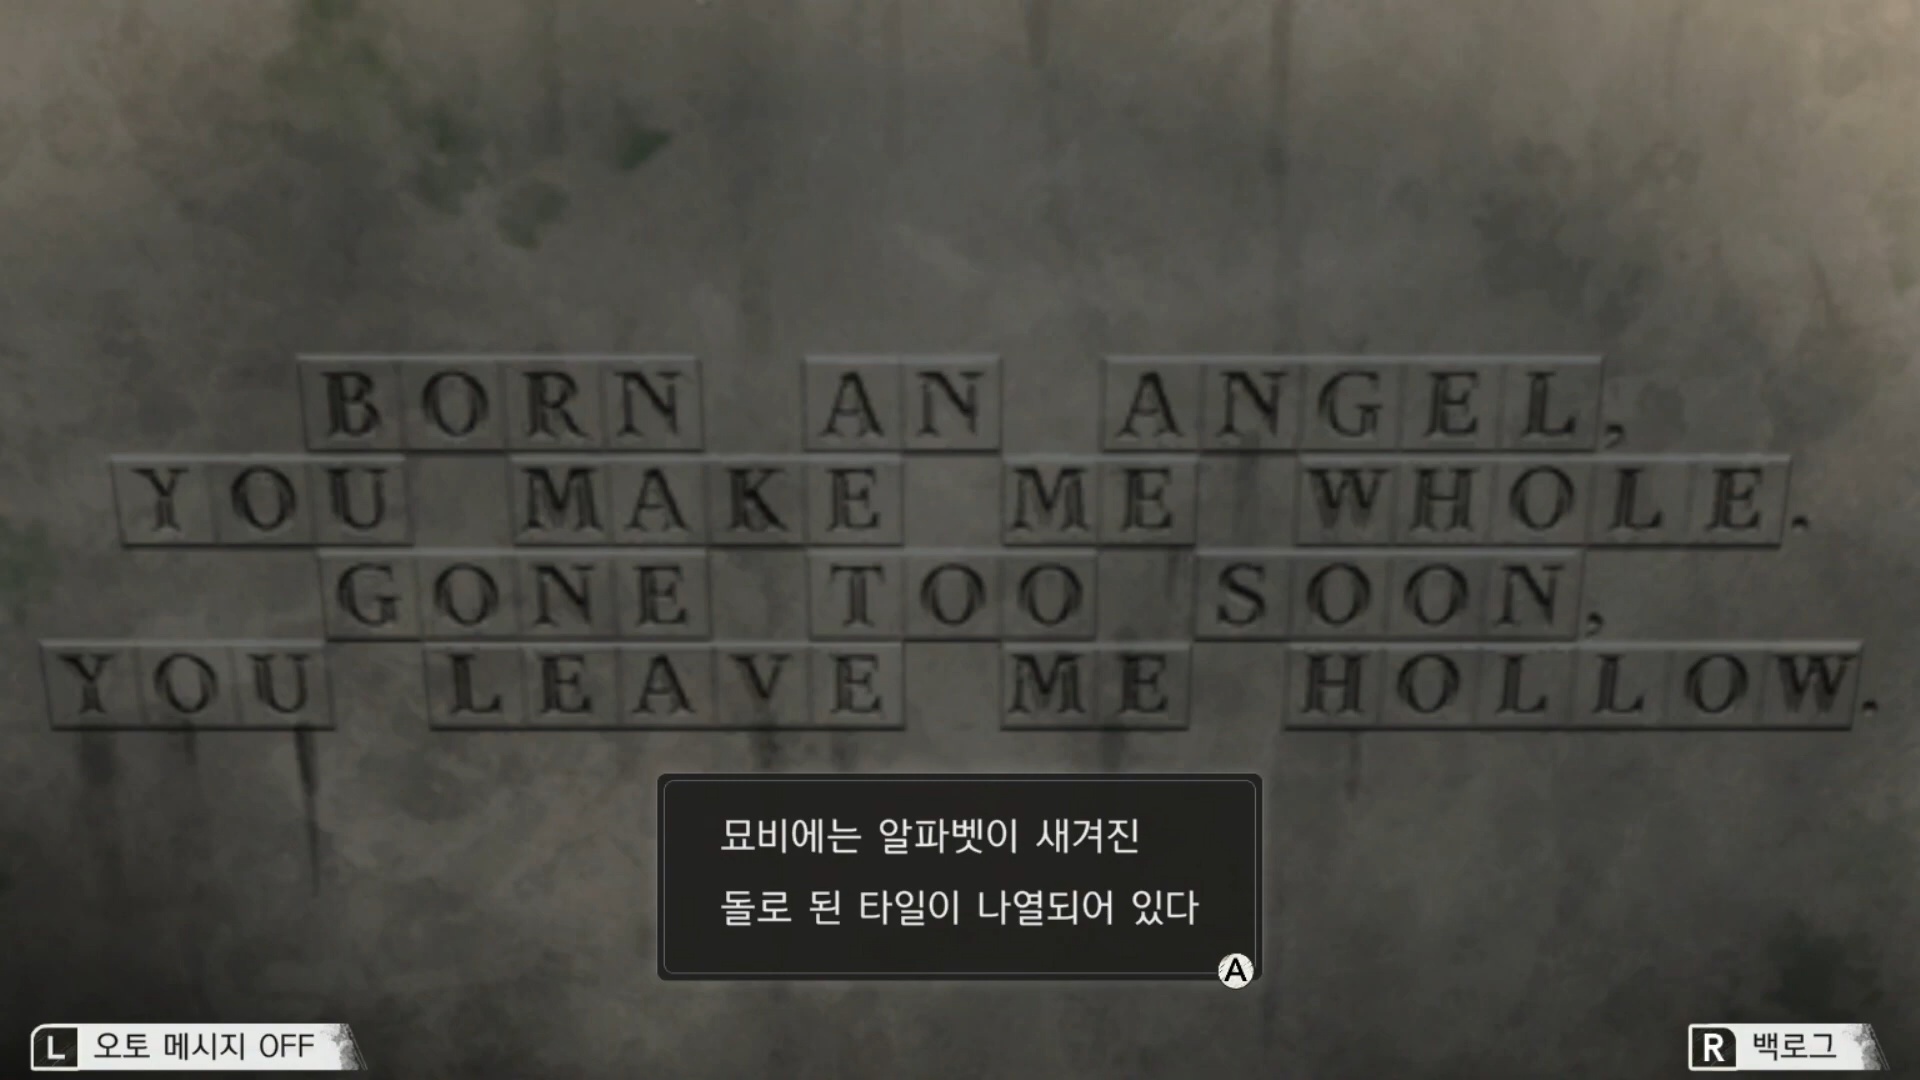 BORN AN ANGEL,
YOU MAKE ME WHOLE.
GONE TOO SOON,
YOU LEAVE ME HOLLOW.
묘비에는 알파벳이 새겨진
돌로 된 타일이 나열되어 있다
A
L 오토 메시지 OFF
R 백로그